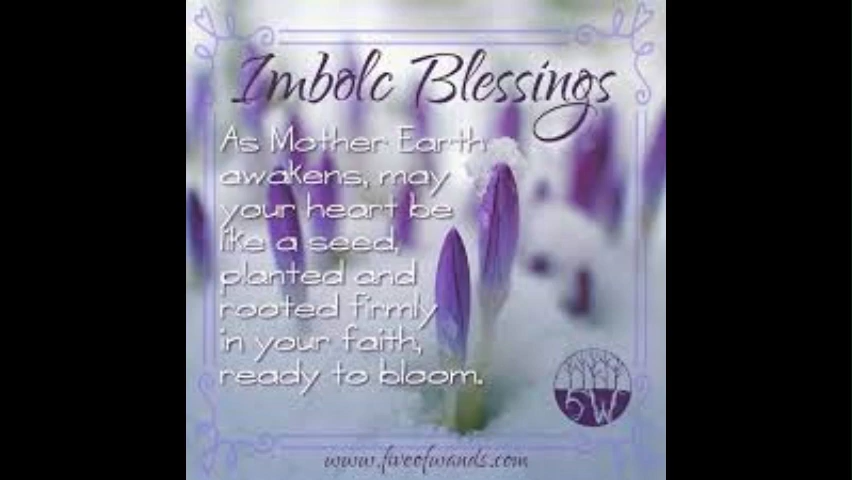 Imbolc Blessings
As Mother Earth
awakens, may
your heart be
like a seed,
planted and
rooted firmly
in your faith,
ready to bloom.
5W
www.fiveofwands.com